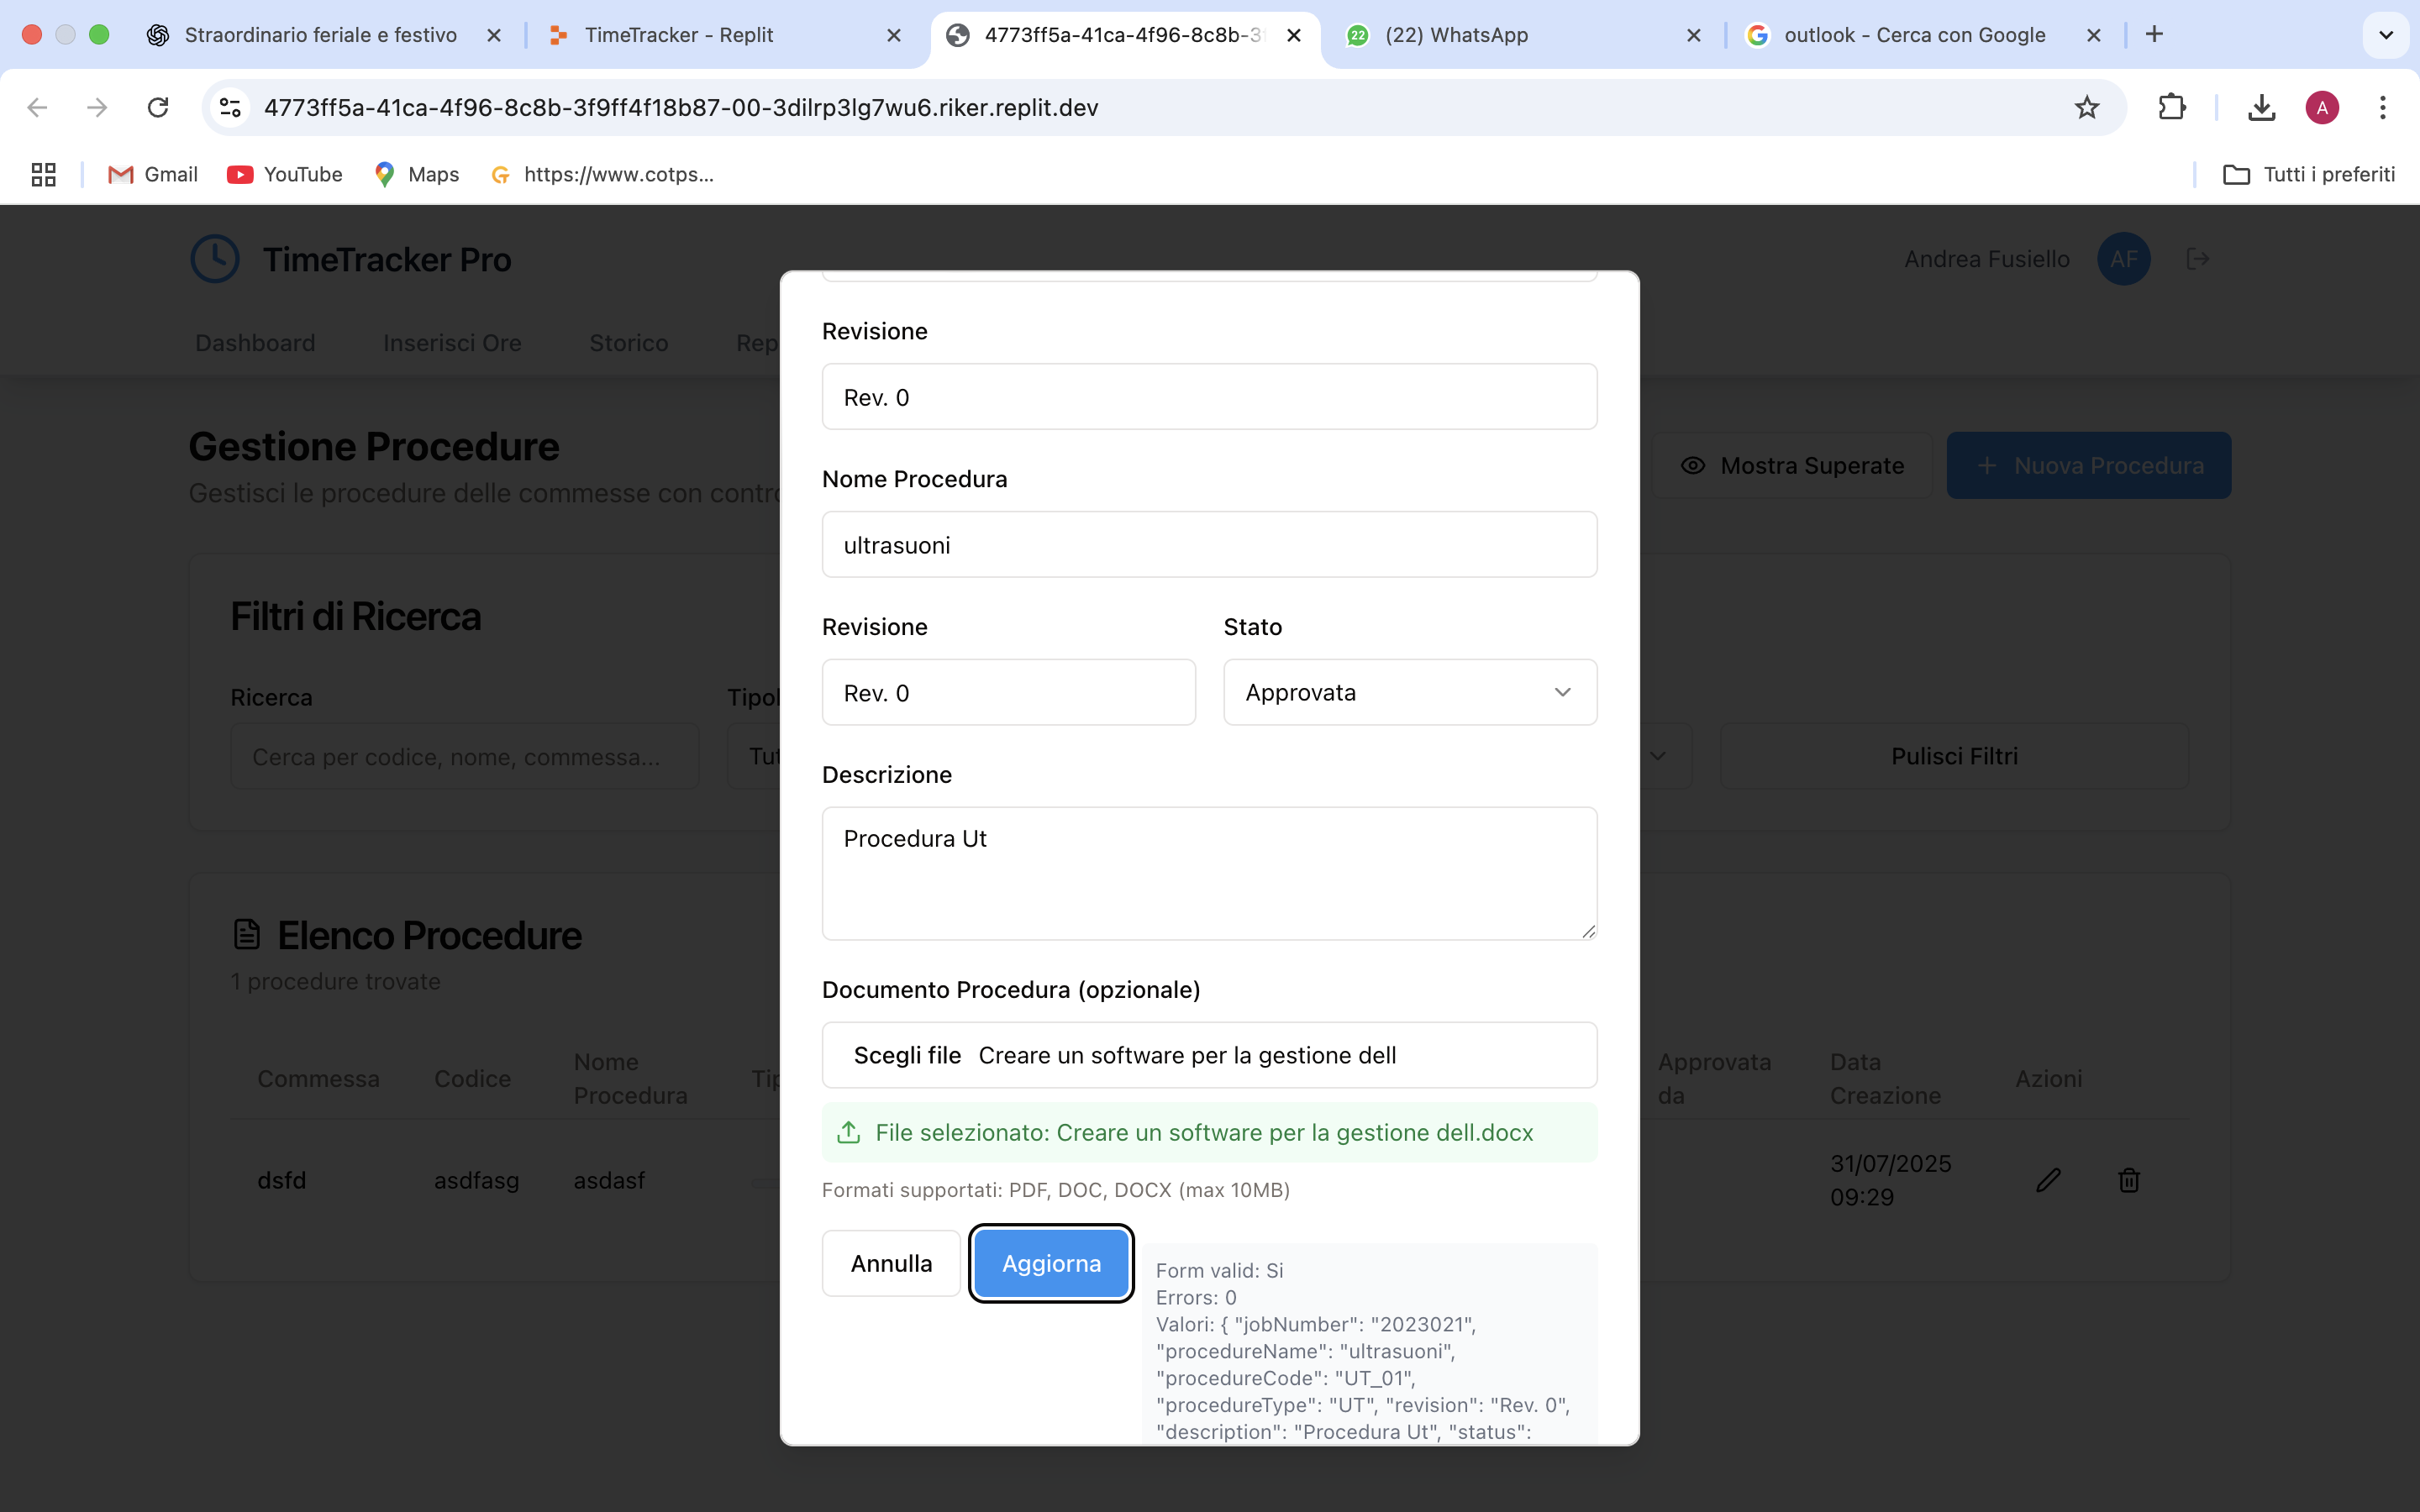 Straordinario feriale e festivo
TimeTracker - Replit
4773ff5a-41ca-4f96-8c8b-3
22
(22) WhatsApp
outlook - Cerca con Google
4773ff5a-41ca-4f96-8c8b-3f9ff4f18b87-00-3dilrp3lg7wu6.riker.replit.dev
A
Gmail
YouTube
Maps
https://www.cotps...
Tutti i preferiti
TimeTracker Pro
Andrea Fusiello
AF
Dashboard
Inserisci Ore
Storico
Rep
Gestione Procedure
Gestisci le procedure delle commesse con contro
Mostra Superate
Nuova Procedura
Filtri di Ricerca
Ricerca
Tipol
Cerca per codice, nome, commessa...
Tut
Pulisci Filtri
Elenco Procedure
1 procedure trovate
Commessa
Codice
Nome Procedura
Tip
Approvata da
Data Creazione
Azioni
dsfd
asdfasg
asdasf
31/07/2025
09:29
Revisione
Rev. 0
Nome Procedura
ultrasuoni
Revisione
Stato
Rev. 0
Approvata
Descrizione
Procedura Ut
Documento Procedura (opzionale)
Scegli file Creare un software per la gestione dell
File selezionato: Creare un software per la gestione dell.docx
Formati supportati: PDF, DOC, DOCX (max 10MB)
Annulla
Aggiorna
Form valid: Si
Errors: 0
Valori: { "jobNumber": "2023021",
"procedureName": "ultrasuoni",
"procedureCode": "UT_01",
"procedureType": "UT", "revision": "Rev. 0",
"description": "Procedura Ut", "status":